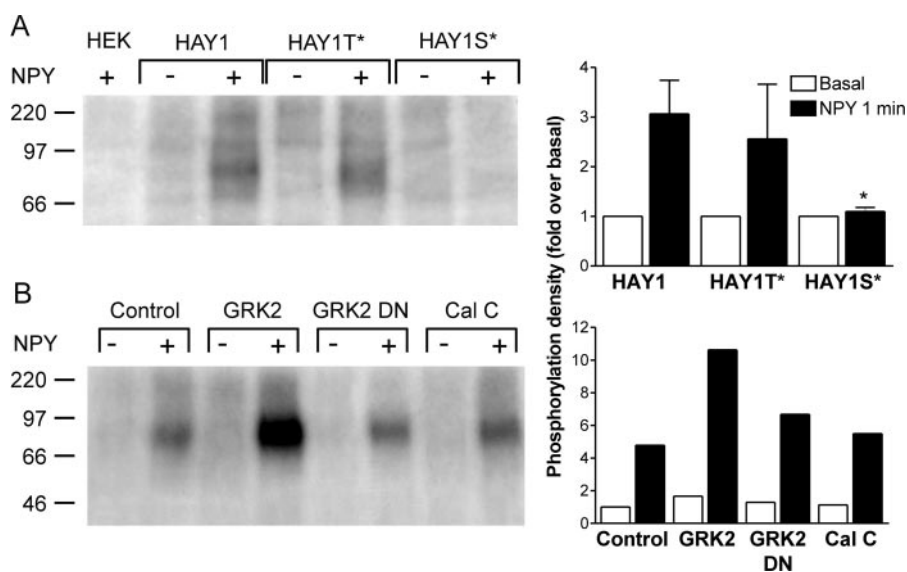 A
HEK HAY1 HAY1T* HAY1S*
NPY + - + - + - +
220
97
66
Phosphorylation density (fold over basal)
Basal
NPY 1 min
5
4
3
2
1
0
*
HAY1 HAY1T* HAY1S*
B
Control GRK2 GRK2 DN Cal C
NPY - + - + - + - +
220
97
66
46
12
10
8
6
4
2
0
Control GRK2 GRK2 DN Cal C